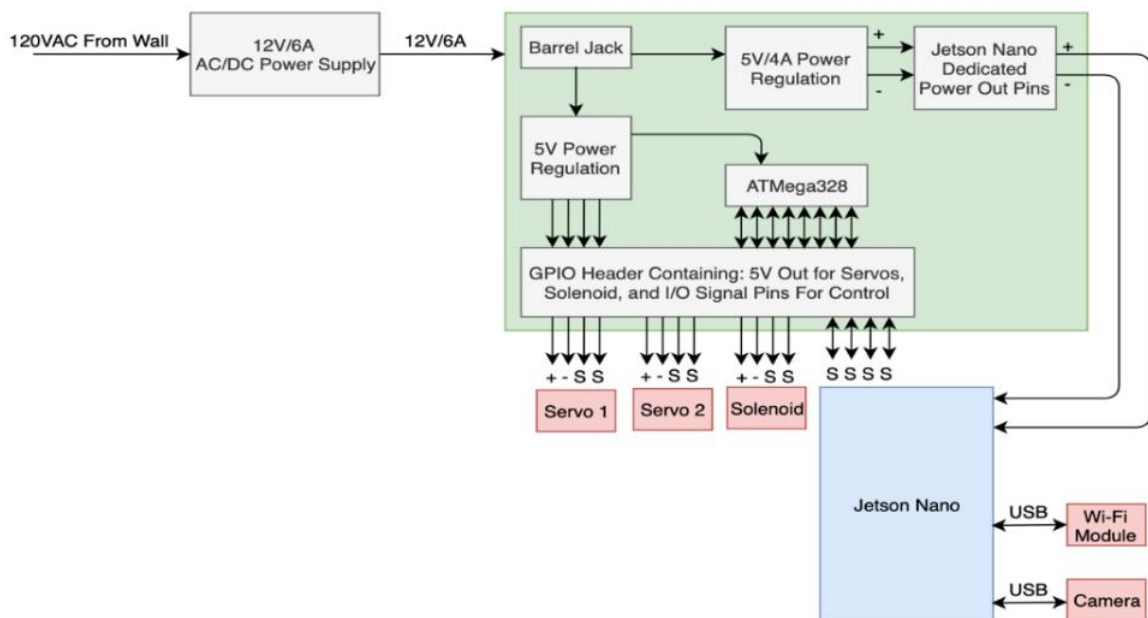 120VAC From Wall
12V/6A
AC/DC Power Supply
12V/6A
Barrel Jack
5V/4A Power
Regulation
+
-
Jetson Nano
Dedicated
Power Out Pins
+
-
5V Power
Regulation
ATMega328
GPIO Header Containing: 5V Out for Servos,
Solenoid, and I/O Signal Pins For Control
+ - S S
+ - S S
+ - S S
S S S S
Servo 1
Servo 2
Solenoid
Jetson Nano
USB
Wi-Fi
Module
USB
Camera